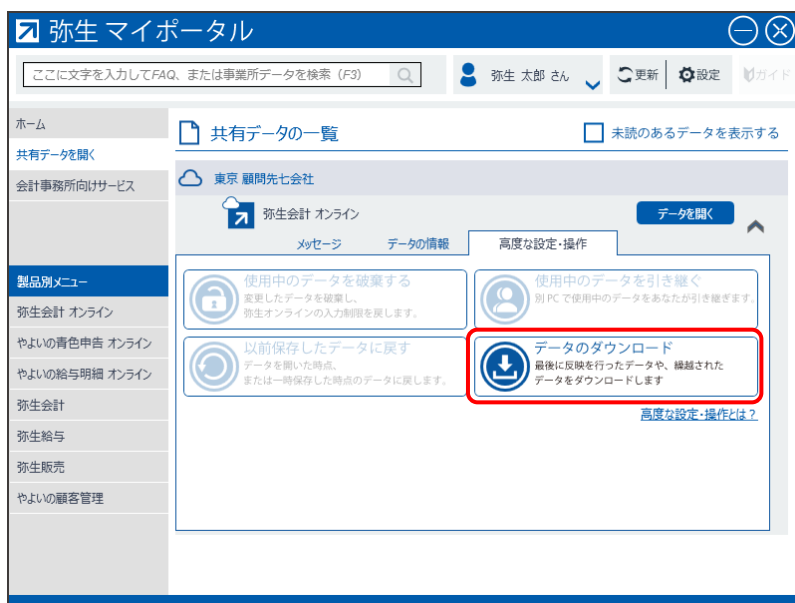 弥生 マイポータル
ここに文字を入力してFAQ、または事業所データを検索（F3）
弥生 太郎 さん
更新
設定
ガイド
ホーム
共有データを開く
会計事務所向けサービス
製品別メニュー
弥生会計 オンライン
やよいの青色申告 オンライン
やよいの給与明細 オンライン
弥生会計
弥生給与
弥生販売
やよいの顧客管理
共有データの一覧
未読のあるデータを表示する
東京 顧問先七会社
弥生会計 オンライン
データを開く
メッセージ
データの情報
高度な設定・操作
使用中のデータを破棄する
変更したデータを破棄し、
弥生オンラインの入力制限を戻します。
使用中のデータを引き継ぐ
別 PC で使用中のデータをあなたが引き継ぎます。
以前保存したデータに戻す
データを開いた時点、
または一時保存した時点のデータに戻します。
データのダウンロード
最後に反映を行ったデータや、繰越された
データをダウンロードします
高度な設定・操作とは？